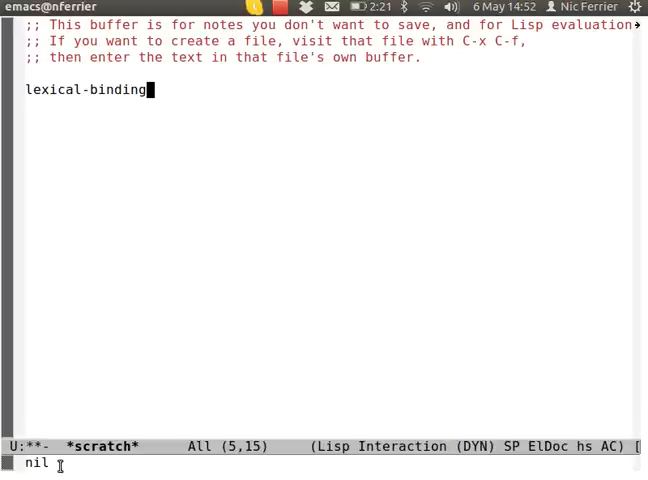 emacs@nferrier 2:21 6 May 14:52 Nic Ferrier
;; This buffer is for notes you don't want to save, and for Lisp evaluation
;; If you want to create a file, visit that file with C-x C-f,
;; then enter the text in that file's own buffer.
lexical-binding
U:**- *scratch* All (5,15) (Lisp Interaction (DYN) SP ElDoc hs AC) [
nil